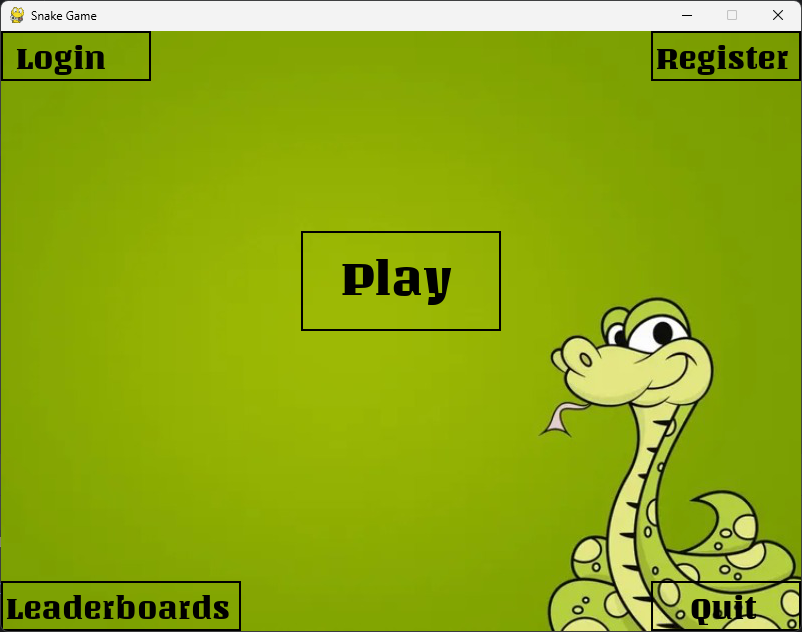 Snake Game
Login
Register
Play
Leaderboards
Quit